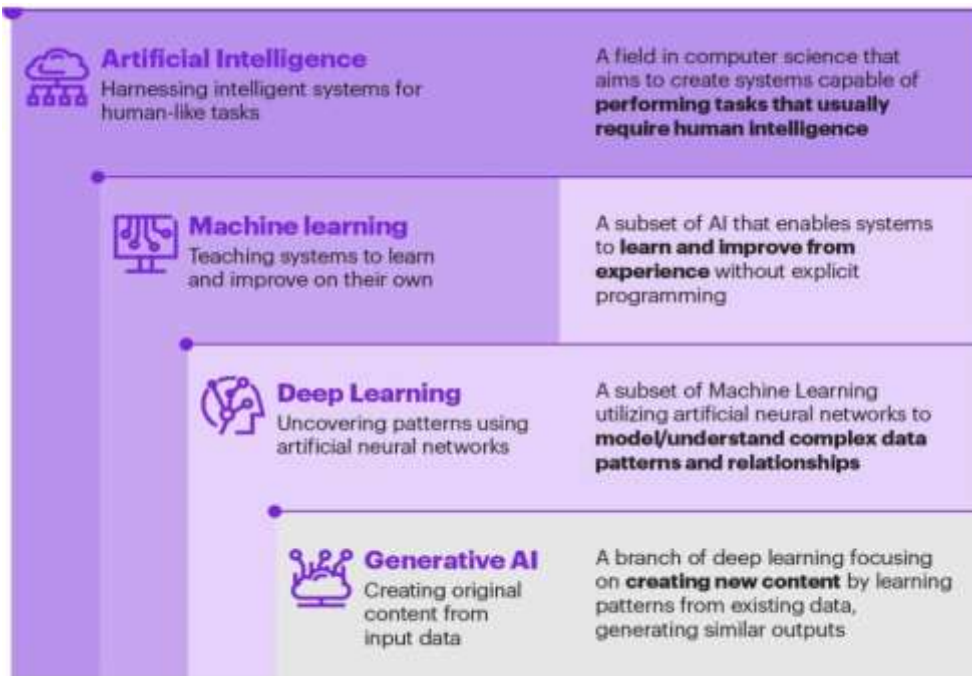 Artificial Intelligence
Harnessing intelligent systems for
human-like tasks
A field in computer science that
aims to create systems capable of
performing tasks that usually
require human intelligence
Machine learning
Teaching systems to learn
and improve on their own
A subset of AI that enables systems
to learn and improve from
experience without explicit
programming
Deep Learning
Uncovering patterns using
artificial neural networks
A subset of Machine Learning
utilizing artificial neural networks to
model/understand complex data
patterns and relationships
Generative AI
Creating original
content from
input data
A branch of deep learning focusing
on creating new content by learning
patterns from existing data,
generating similar outputs